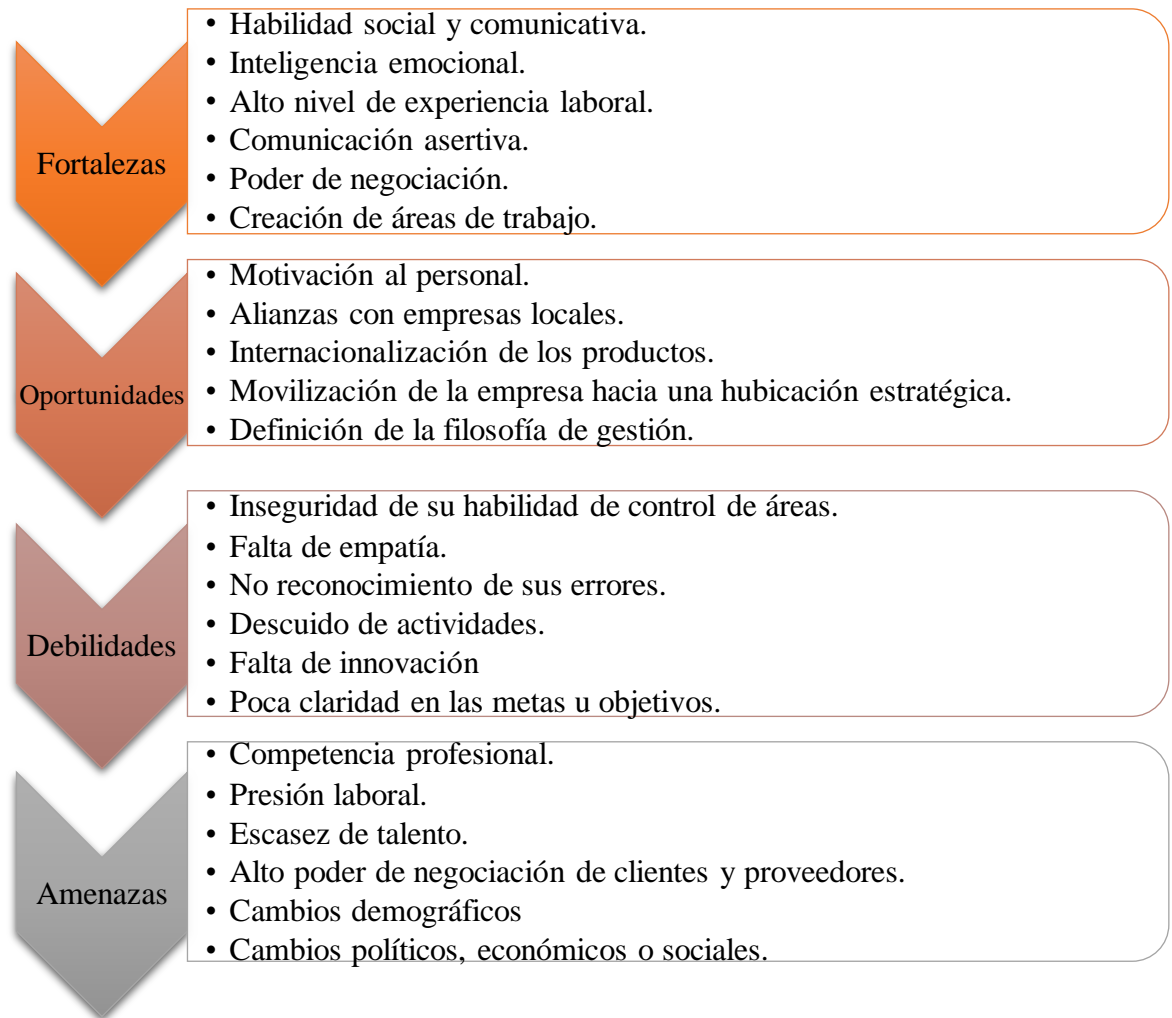 Fortalezas
• Habilidad social y comunicativa.
• Inteligencia emocional.
• Alto nivel de experiencia laboral.
• Comunicación asertiva.
• Poder de negociación.
• Creación de áreas de trabajo.
Oportunidades
• Motivación al personal.
• Alianzas con empresas locales.
• Internacionalización de los productos.
• Movilización de la empresa hacia una hubicación estratégica.
• Definición de la filosofía de gestión.
Debilidades
• Inseguridad de su habilidad de control de áreas.
• Falta de empatía.
• No reconocimiento de sus errores.
• Descuido de actividades.
• Falta de innovación
• Poca claridad en las metas u objetivos.
Amenazas
• Competencia profesional.
• Presión laboral.
• Escasez de talento.
• Alto poder de negociación de clientes y proveedores.
• Cambios demográficos
• Cambios políticos, económicos o sociales.